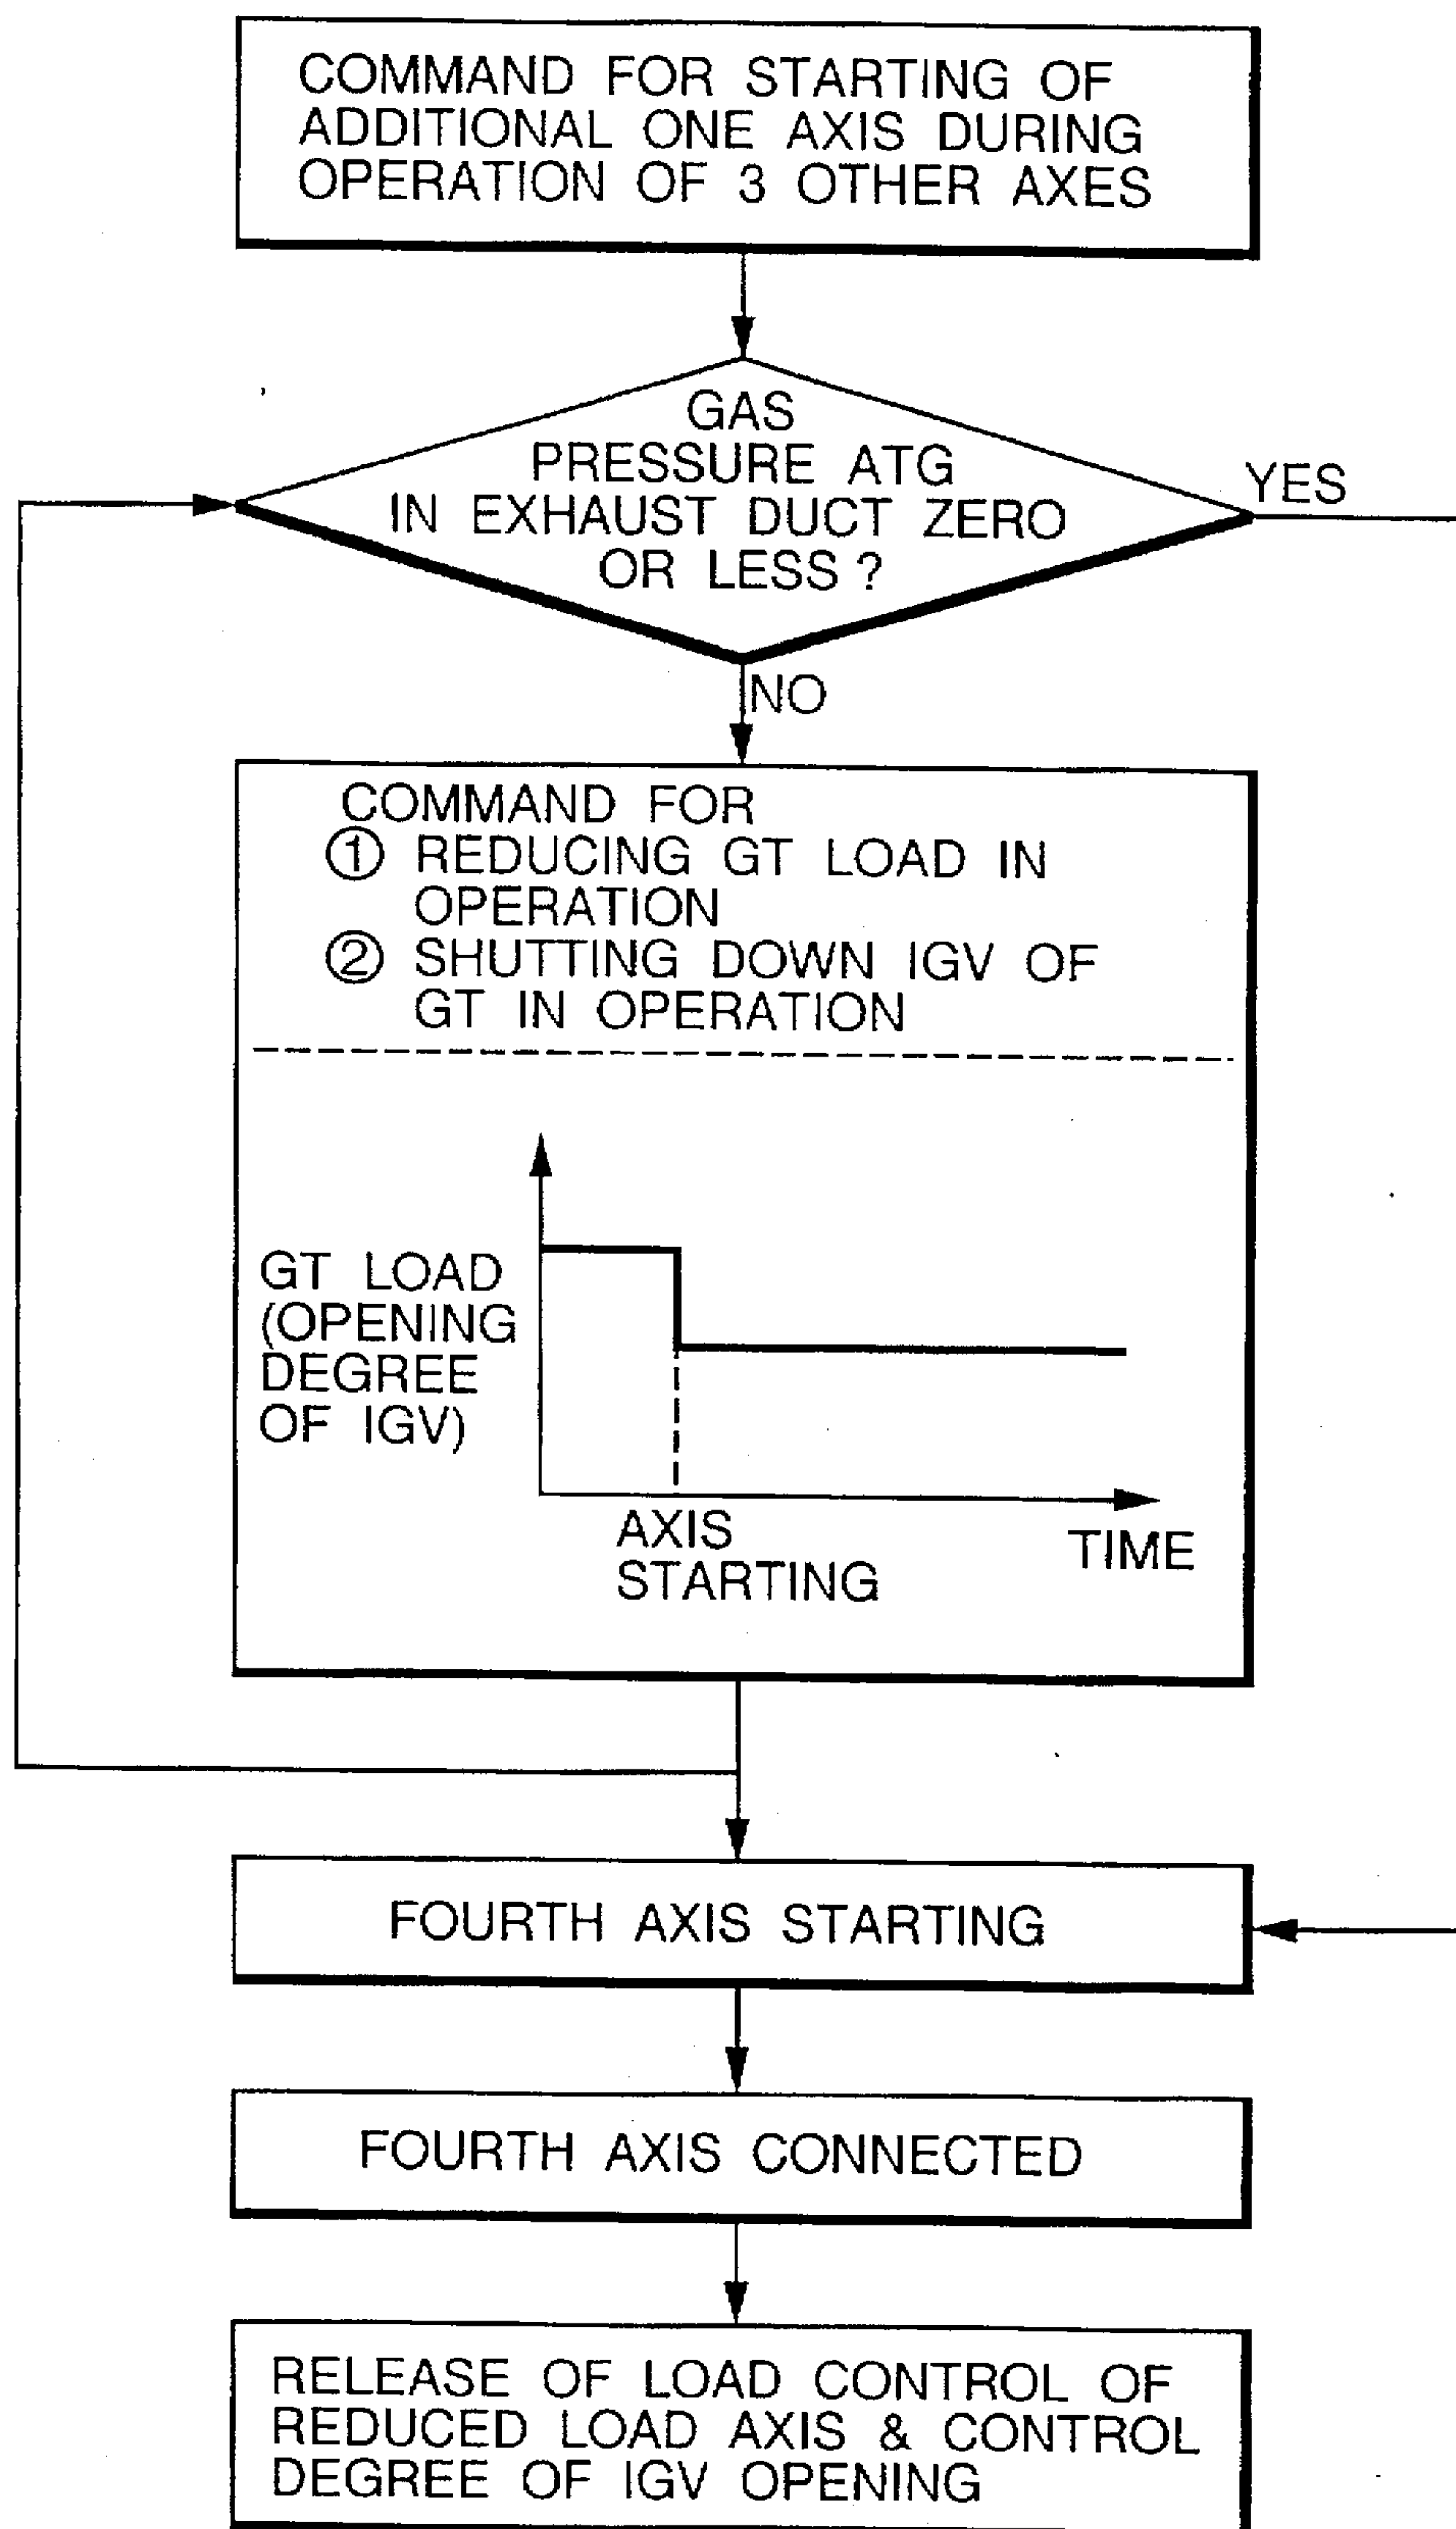 COMMAND FOR STARTING OF
ADDITIONAL ONE AXIS DURING
OPERATION OF 3 OTHER AXES
GAS
PRESSURE ATG
IN EXHAUST DUCT ZERO
OR LESS ?
YES
NO
COMMAND FOR
① REDUCING GT LOAD IN
OPERATION
② SHUTTING DOWN IGV OF
GT IN OPERATION
GT LOAD
(OPENING
DEGREE
OF IGV)
AXIS
STARTING
TIME
FOURTH AXIS STARTING
FOURTH AXIS CONNECTED
RELEASE OF LOAD CONTROL OF
REDUCED LOAD AXIS & CONTROL
DEGREE OF IGV OPENING